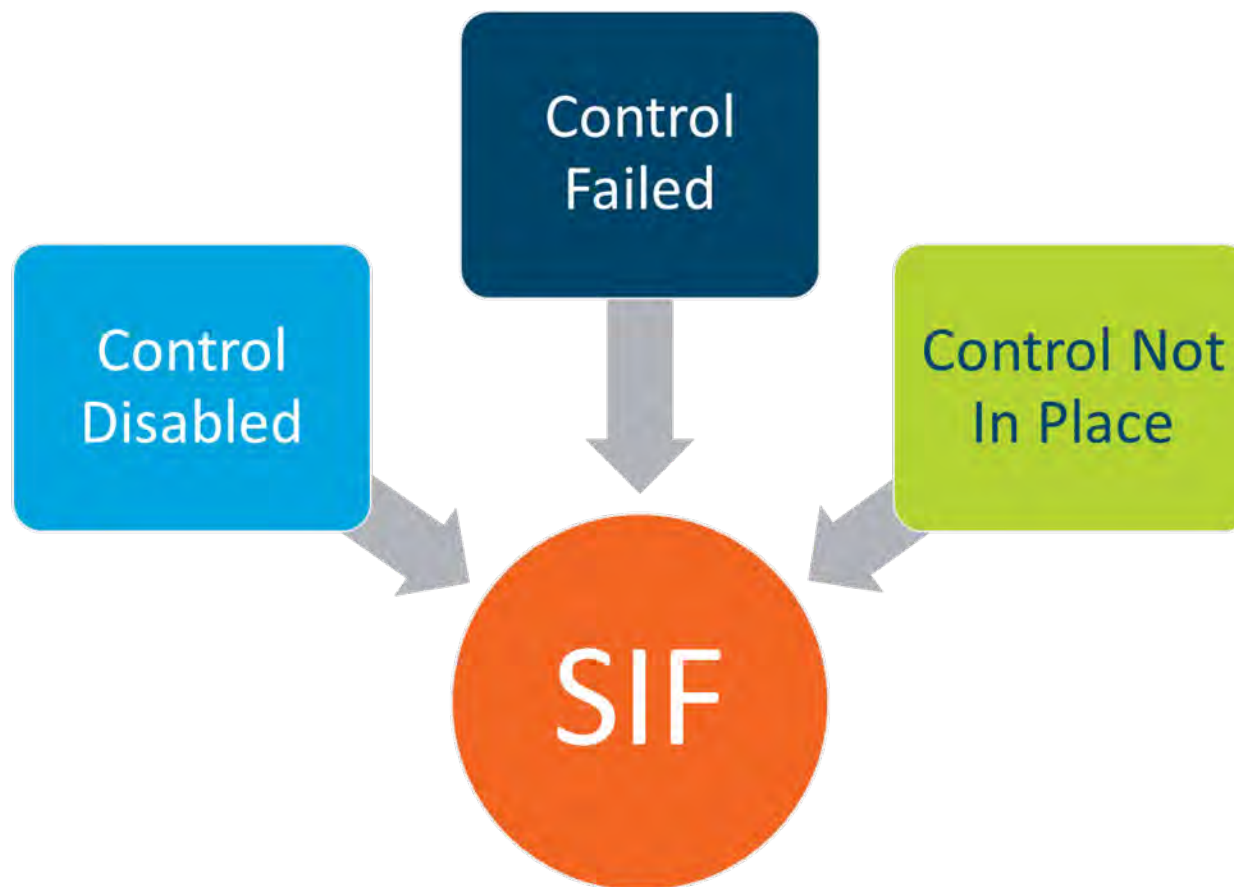 Control
Failed
Control
Disabled
Control Not
In Place
SIF